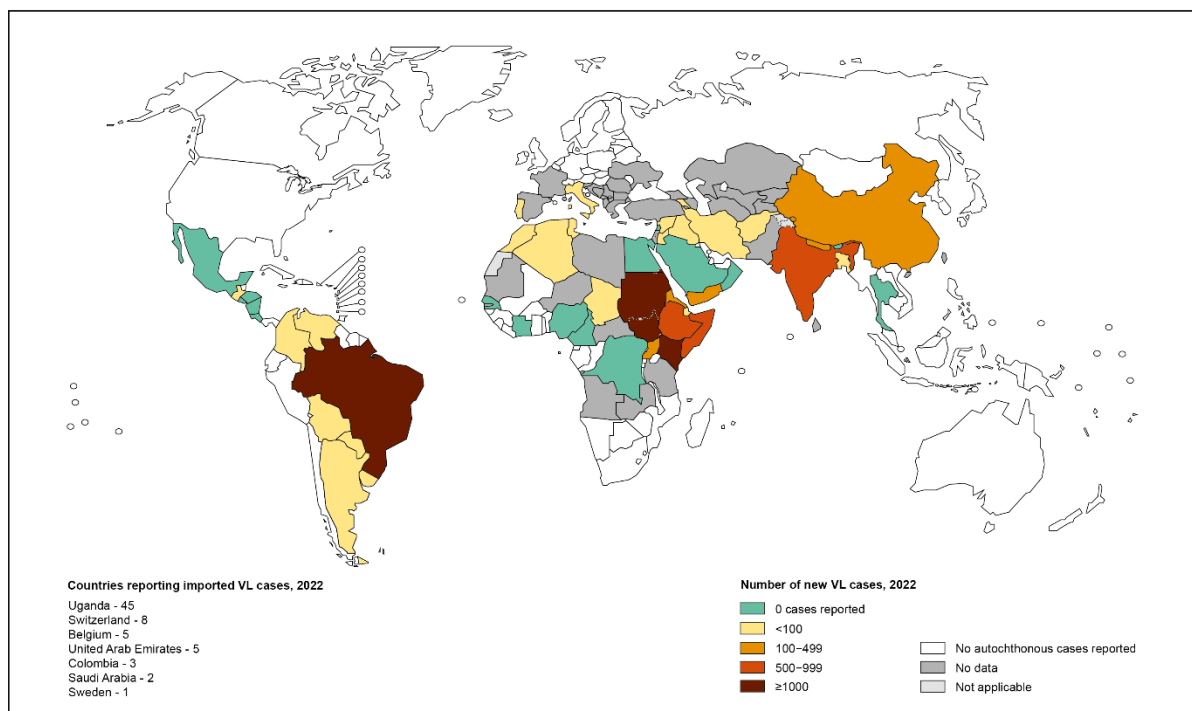 Countries reporting imported VL cases, 2022
Uganda - 45
Switzerland - 8
Belgium - 5
United Arab Emirates - 5
Colombia - 3
Saudi Arabia - 2
Sweden - 1
Number of new VL cases, 2022
0 cases reported
<100
100–499
500–999
≥1000
No autochthonous cases reported
No data
Not applicable